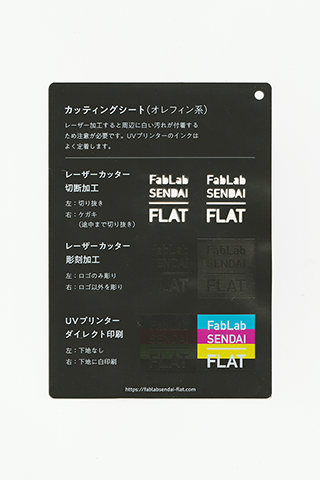 カッティングシート(オレフィン系)
レーザー加工すると周辺に白い汚れが付着する
ため注意が必要です。UVプリンターのインクは
よく定着します。
レーザーカッター
切断加工
左：切り抜き
右：ケガキ
（途中まで切り抜き）
FabLab
SENDAI
FLAT
FabLab
SENDAI
FLAT
レーザーカッター
彫刻加工
左：ロゴのみ彫り
右：ロゴ以外を彫り
FabLab
SENDAI
FLAT
UVプリンター
ダイレクト印刷
左：下地なし
右：下地に白印刷
FLAT
FabLab
SENDAI
FLAT
https://fablabsendai-flat.com